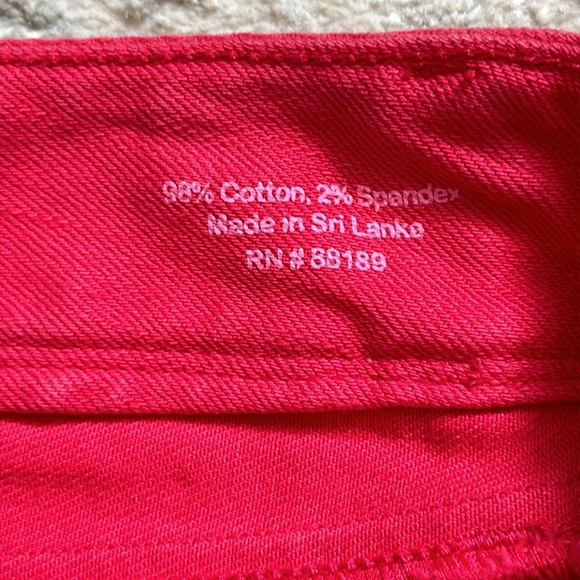 98% Cotton, 2% Spandex
Made in Sri Lanka
RN # 88189